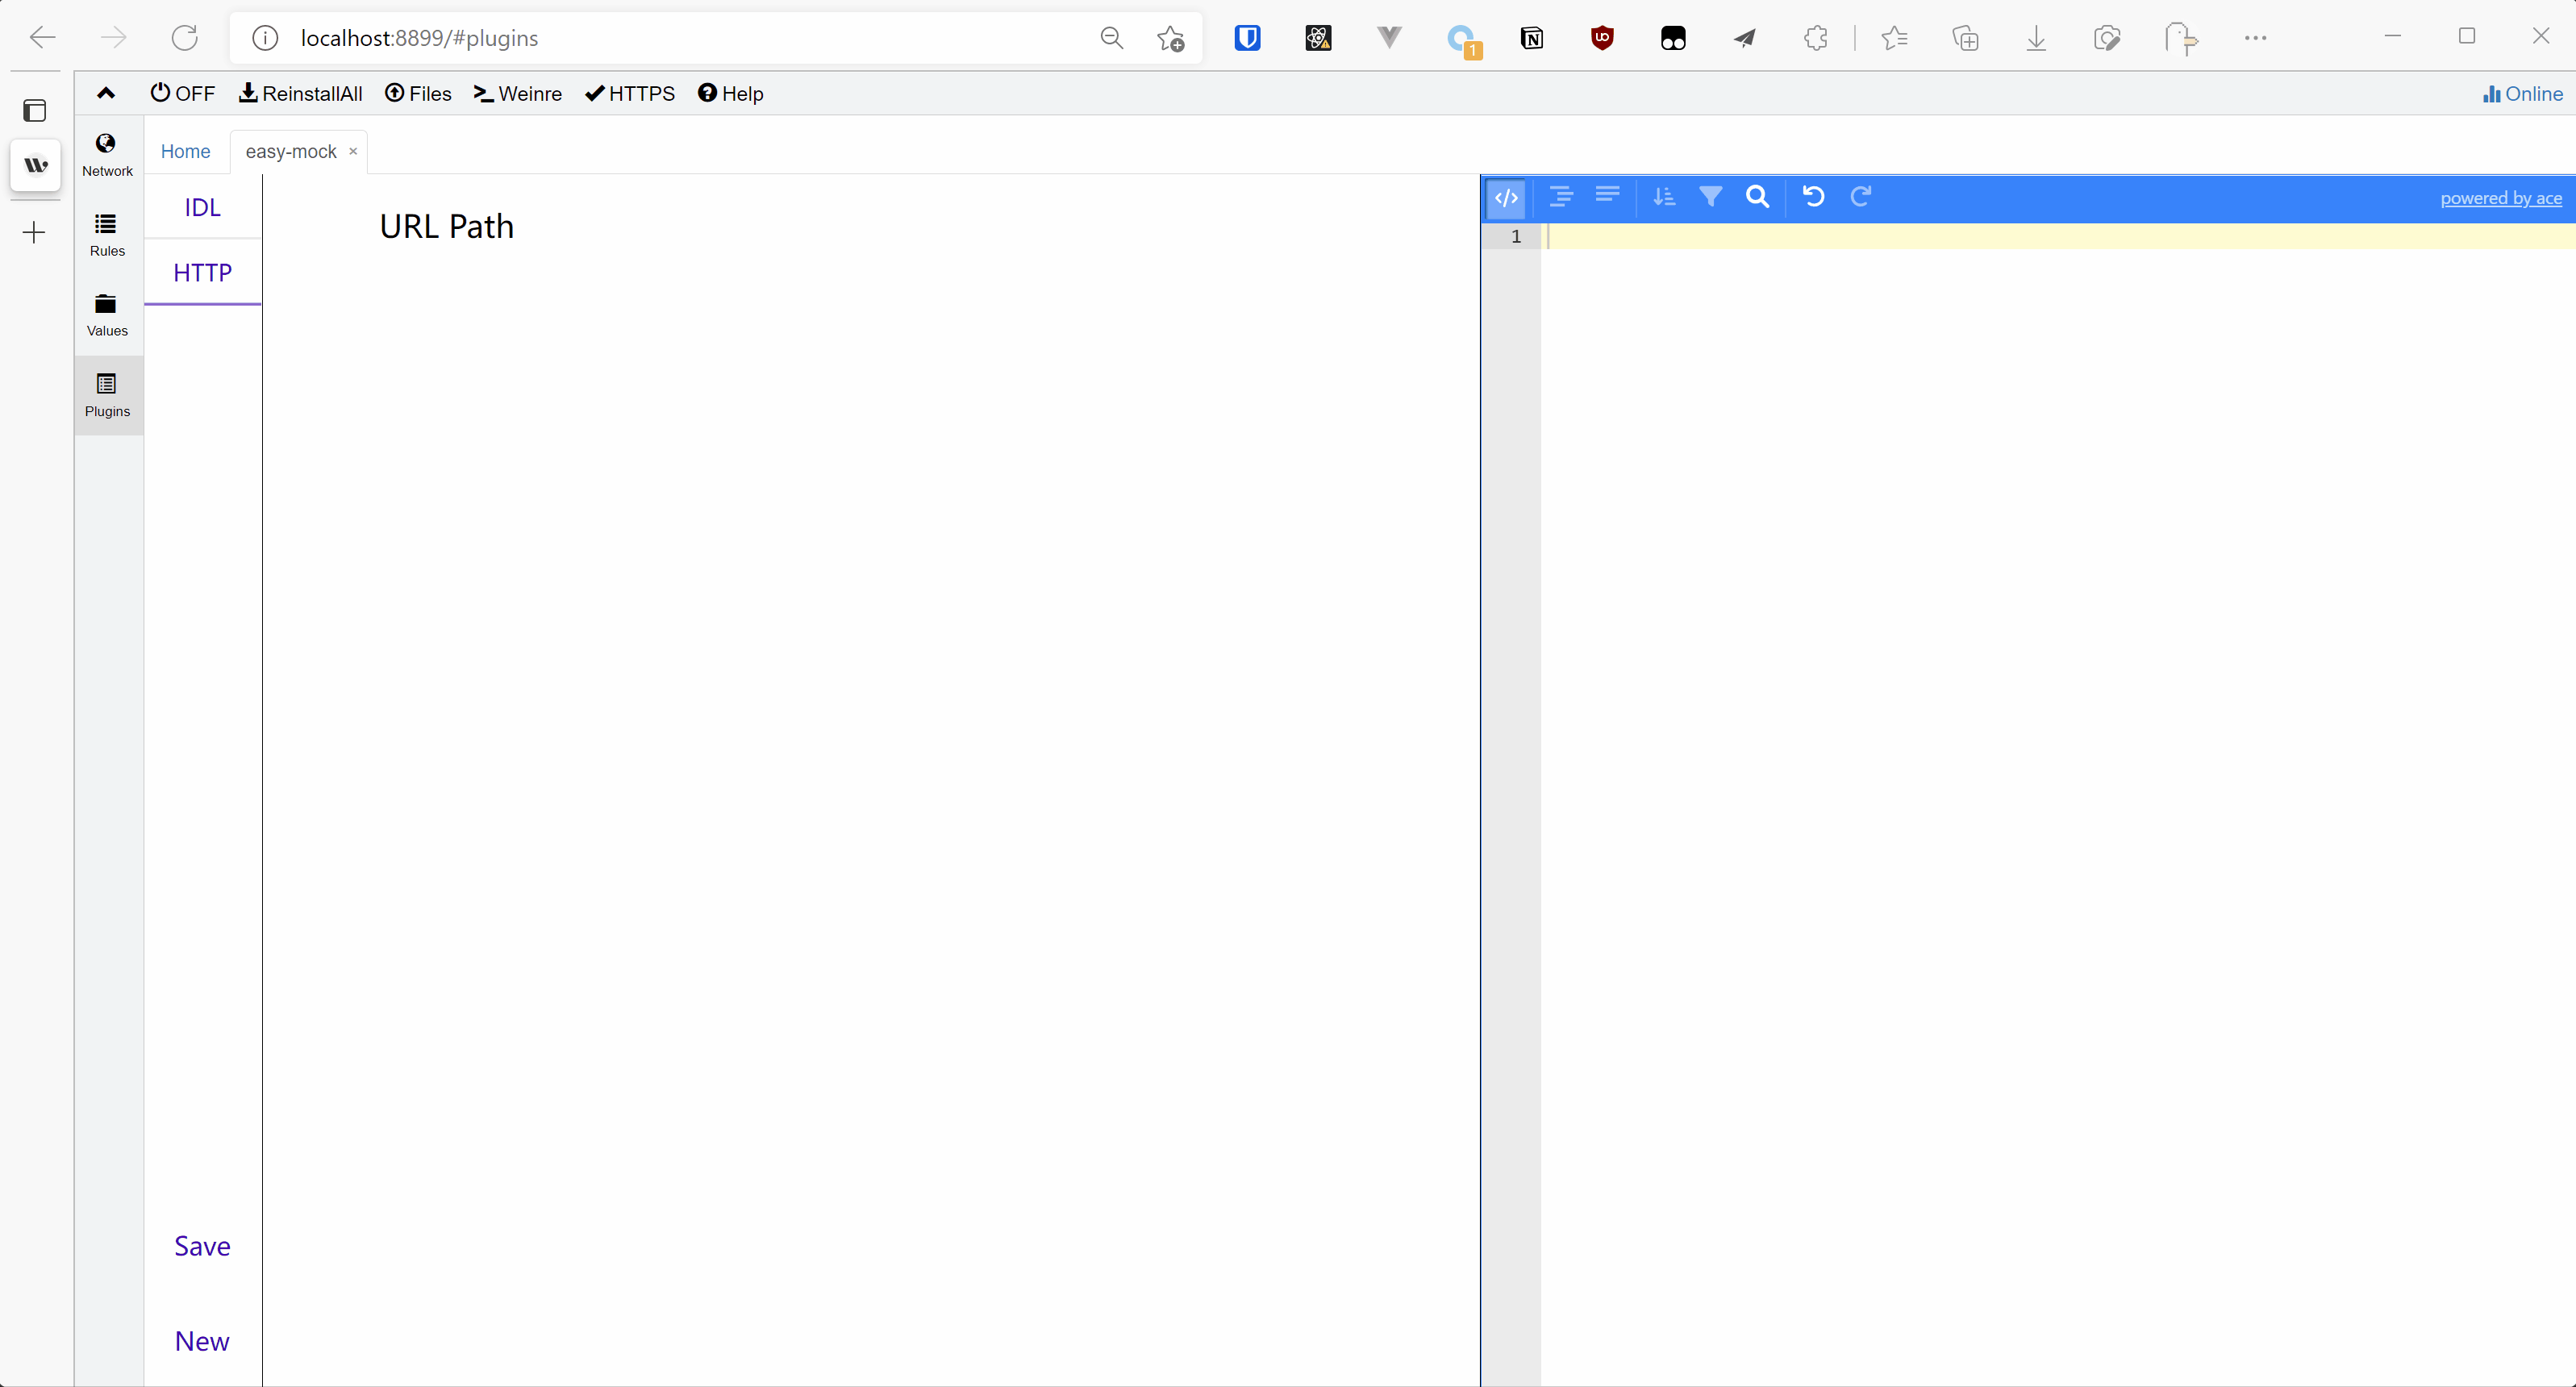 localhost:8899/#plugins
1
OFF ReinstallAll Files Weinre HTTPS Help Online
Network
Rules
Values
Plugins
Home easy-mock ×
IDL
HTTP
URL Path
powered by ace
1
Save
New